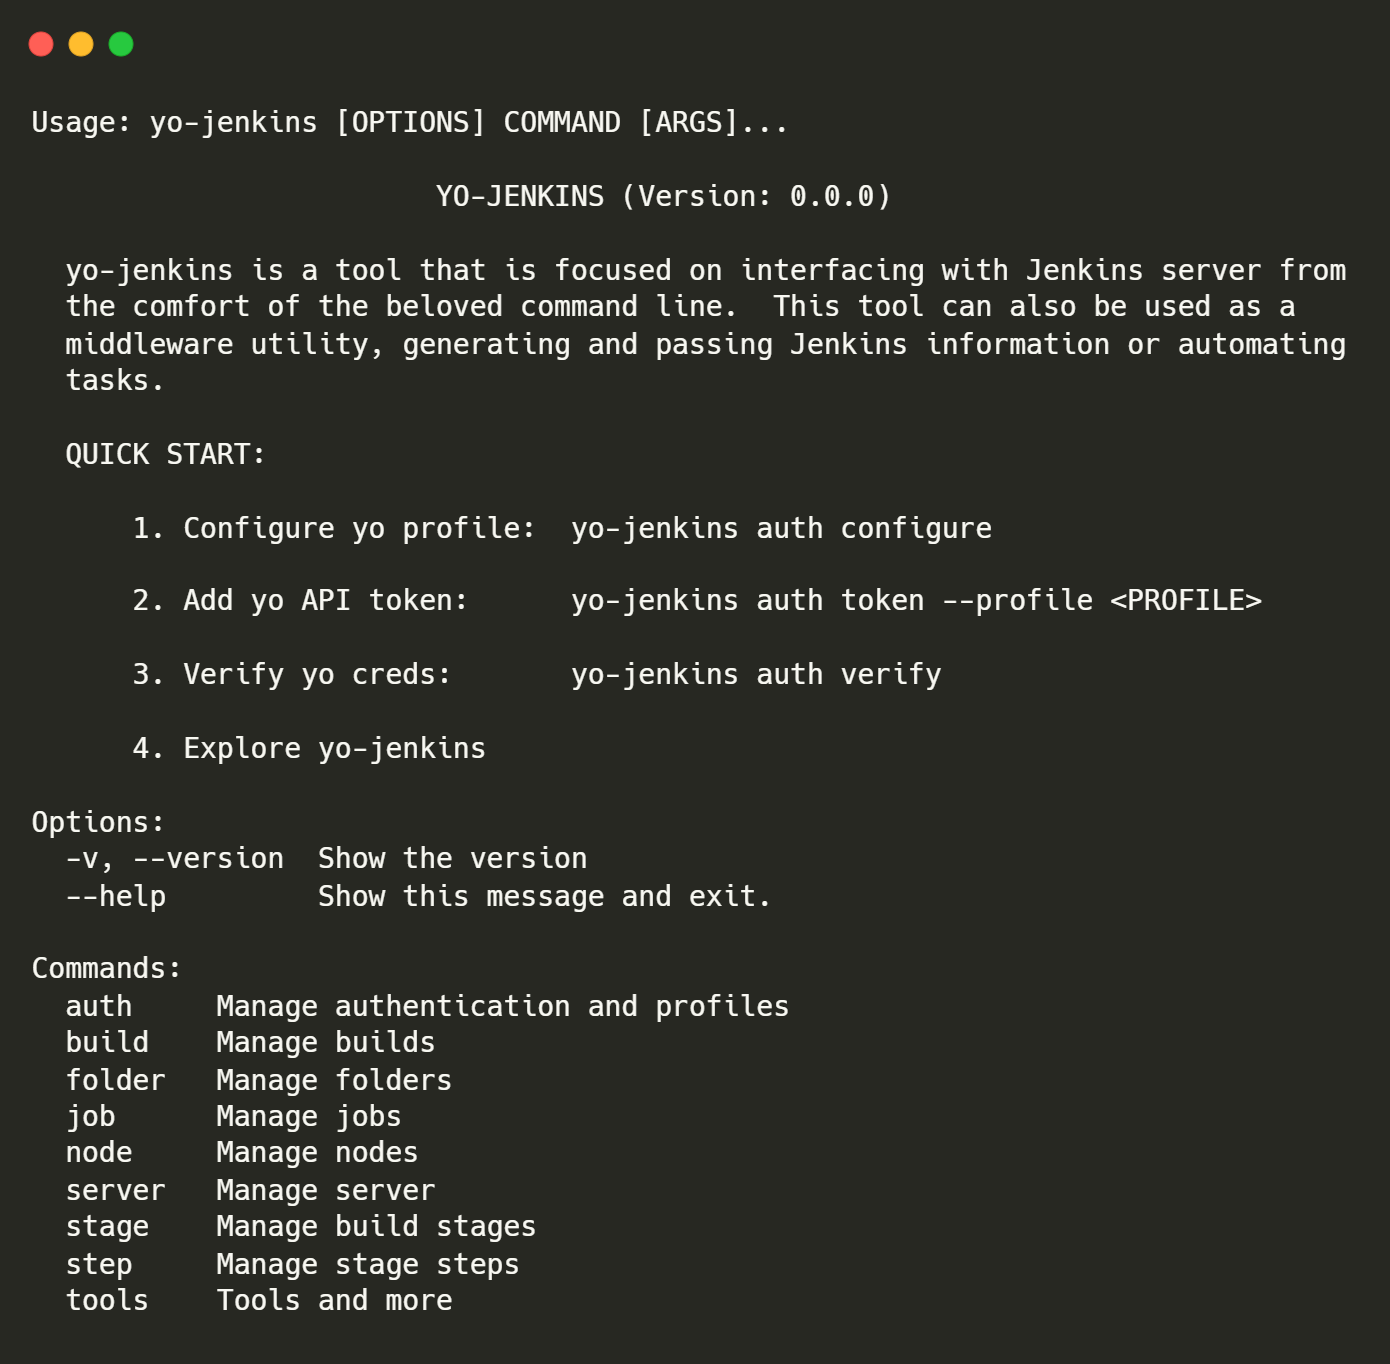 Usage: yo-jenkins [OPTIONS] COMMAND [ARGS]...
YO-JENKINS (Version: 0.0.0)
yo-jenkins is a tool that is focused on interfacing with Jenkins server from
the comfort of the beloved command line.  This tool can also be used as a
middleware utility, generating and passing Jenkins information or automating
tasks.
QUICK START:
1. Configure yo profile:  yo-jenkins auth configure
2. Add yo API token:      yo-jenkins auth token --profile <PROFILE>
3. Verify yo creds:       yo-jenkins auth verify
4. Explore yo-jenkins
Options:
-v, --version  Show the version
--help         Show this message and exit.
Commands:
auth     Manage authentication and profiles
build    Manage builds
folder   Manage folders
job      Manage jobs
node     Manage nodes
server   Manage server
stage    Manage build stages
step     Manage stage steps
tools    Tools and more